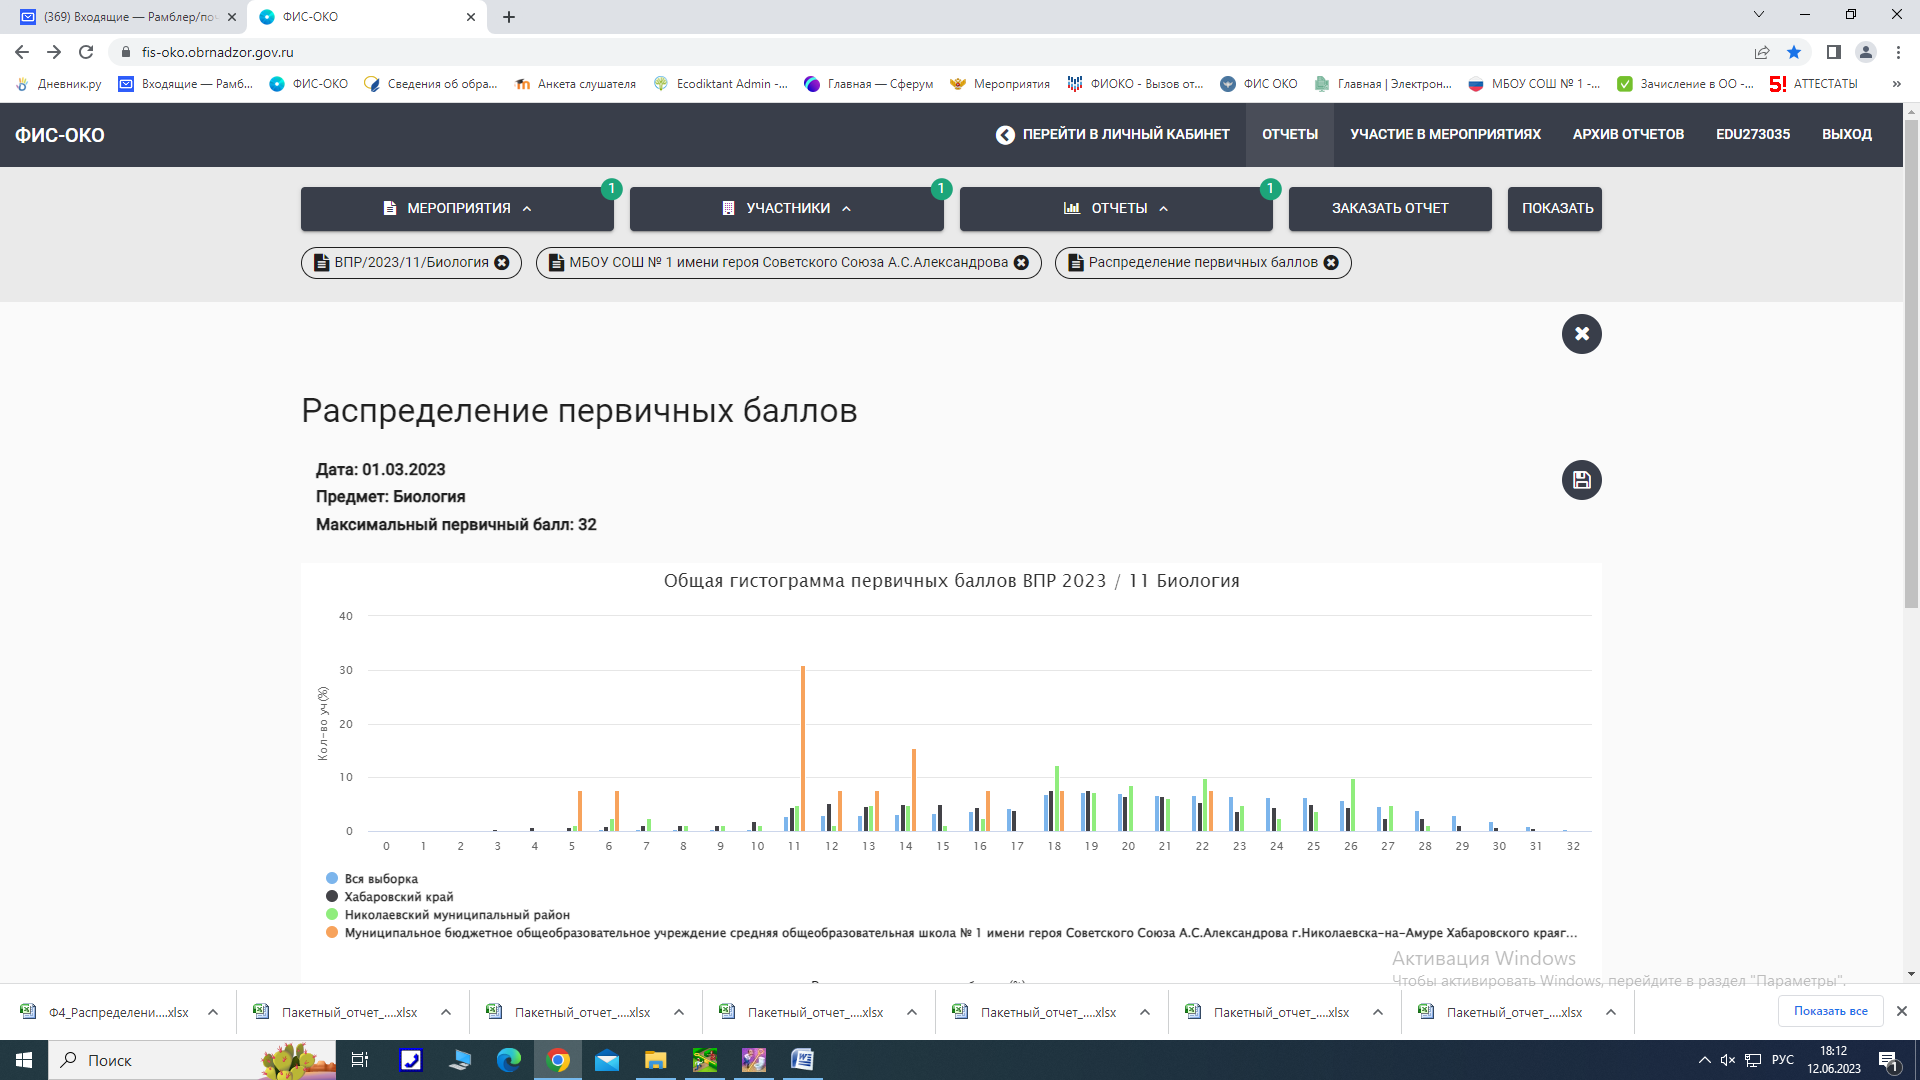 (369) Входящие — Рамблер/по
ФИС-ОКО
fis-oko.obrnadzor.gov.ru
Дневник.ру
Входящие — Рамб...
ФИС-ОКО
Сведения об обра...
Анкета слушателя
Ecodiktant Admin -...
Главная — Сферум
Мероприятия
ФИОКО - Вызов от...
ФИС ОКО
Главная | Электрон...
МБОУ СОШ № 1 -...
Зачисление в ОО -...
5! АТТЕСТАТЫ
»
ФИС-ОКО
ПЕРЕЙТИ В ЛИЧНЫЙ КАБИНЕТ
ОТЧЕТЫ
УЧАСТИЕ В МЕРОПРИЯТИЯХ
АРХИВ ОТЧЕТОВ
EDU273035
ВЫХОД
МЕРОПРИЯТИЯ 1
УЧАСТНИКИ 1
ОТЧЕТЫ 1
ЗАКАЗАТЬ ОТЧЕТ
ПОКАЗАТЬ
ВПР/2023/11/Биология
МБОУ СОШ № 1 имени героя Советского Союза А.С.Александрова
Распределение первичных баллов
Распределение первичных баллов
Дата: 01.03.2023
Предмет: Биология
Максимальный первичный балл: 32
Общая гистограмма первичных баллов ВПР 2023 / 11 Биология
Кол-во уч(%)
40
30
20
10
0
0 1 2 3 4 5 6 7 8 9 10 11 12 13 14 15 16 17 18 19 20 21 22 23 24 25 26 27 28 29 30 31 32
Вся выборка
Хабаровский край
Николаевский муниципальный район
Муниципальное бюджетное общеобразовательное учреждение средняя общеобразовательная школа № 1 имени героя Советского Союза А.С.Александрова г.Николаевска-на-Амуре Хабаровского краяг...
Активация Windows
Чтобы активировать Windows, перейдите в раздел "Параметры".
Ф4_Распределени....xlsx
Пакетный_отчет_....xlsx
Пакетный_отчет_....xlsx
Пакетный_отчет_....xlsx
Пакетный_отчет_....xlsx
Пакетный_отчет_....xlsx
Пакетный_отчет_....xlsx
Показать все
Поиск
РУС
18:12
12.06.2023
1